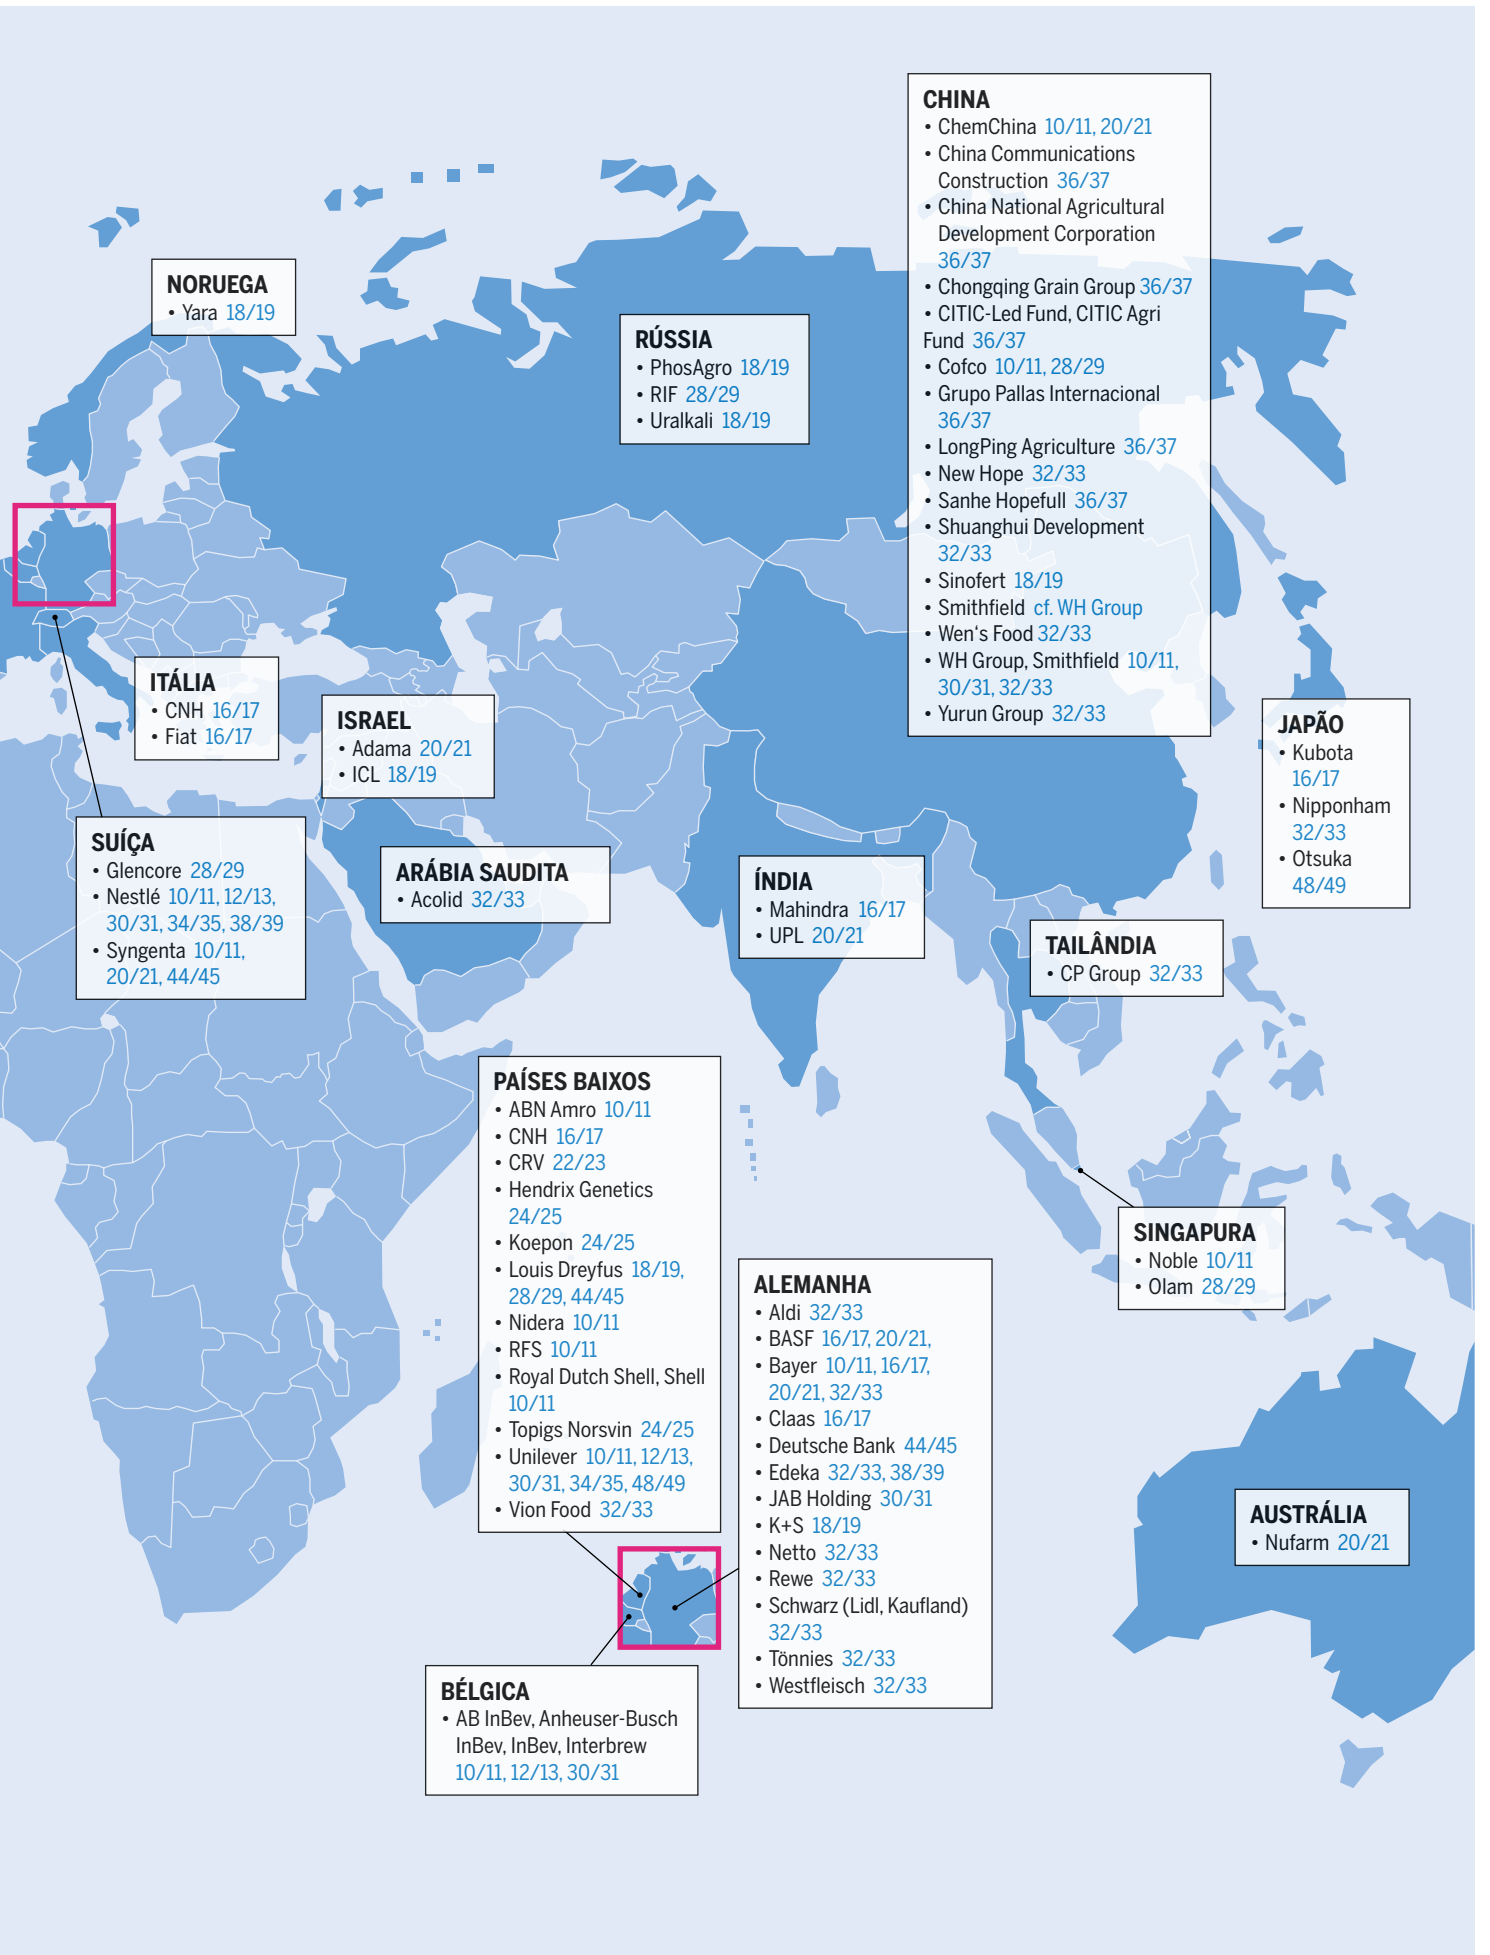 CHINA
• ChemChina 10/11, 20/21
• China Communications
Construction 36/37
• China National Agricultural
Development Corporation
36/37
• Chongqing Grain Group 36/37
• CITIC-Led Fund, CITIC Agri
Fund 36/37
• Cofco 10/11, 28/29
• Grupo Pallas Internacional
36/37
• LongPing Agriculture 36/37
• New Hope 32/33
• Sanhe Hopefull 36/37
• Shuanghui Development
32/33
• Sinofert 18/19
• Smithfield cf. WH Group
• Wen‘s Food 32/33
• WH Group, Smithfield 10/11,
30/31, 32/33
• Yurun Group 32/33
NORUEGA
• Yara 18/19
RÚSSIA
• PhosAgro 18/19
• RIF 28/29
• Uralkali 18/19
ITÁLIA
• CNH 16/17
• Fiat 16/17
ISRAEL
• Adama 20/21
• ICL 18/19
JAPÃO
• Kubota
16/17
• Nipponham
32/33
• Otsuka
48/49
SUÍÇA
• Glencore 28/29
• Nestlé 10/11, 12/13,
30/31, 34/35, 38/39
• Syngenta 10/11,
20/21, 44/45
ARÁBIA SAUDITA
• Acolid 32/33
ÍNDIA
• Mahindra 16/17
• UPL 20/21
TAILÂNDIA
• CP Group 32/33
PAÍSES BAIXOS
• ABN Amro 10/11
• CNH 16/17
• CRV 22/23
• Hendrix Genetics
24/25
• Koepon 24/25
• Louis Dreyfus 18/19,
28/29, 44/45
• Nidera 10/11
• RFS 10/11
• Royal Dutch Shell, Shell
10/11
• Topigs Norsvin 24/25
• Unilever 10/11, 12/13,
30/31, 34/35, 48/49
• Vion Food 32/33
SINGAPURA
• Noble 10/11
• Olam 28/29
ALEMANHA
• Aldi 32/33
• BASF 16/17, 20/21,
• Bayer 10/11, 16/17,
20/21, 32/33
• Claas 16/17
• Deutsche Bank 44/45
• Edeka 32/33, 38/39
• JAB Holding 30/31
• K+S 18/19
• Netto 32/33
• Rewe 32/33
• Schwarz (Lidl, Kaufland)
32/33
• Tönnies 32/33
• Westfleisch 32/33
AUSTRÁLIA
• Nufarm 20/21
BÉLGICA
• AB InBev, Anheuser-Busch
InBev, InBev, Interbrew
10/11, 12/13, 30/31